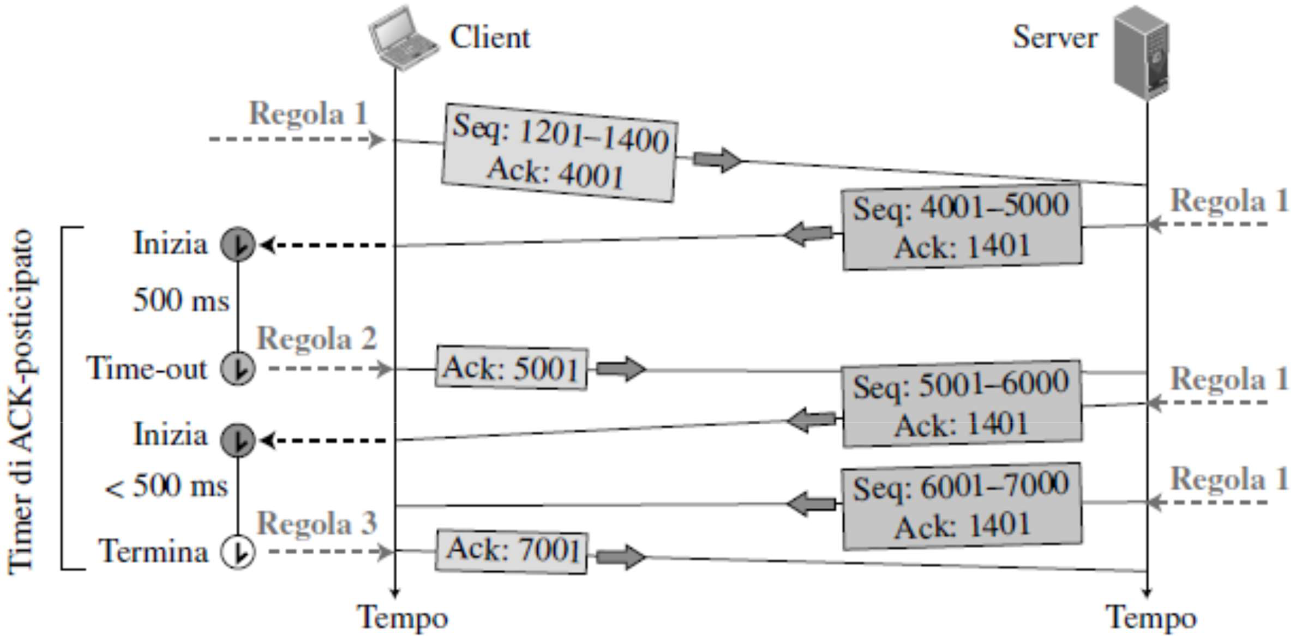 Client
Server
Regola 1
Seq: 1201–1400
Ack: 4001
Seq: 4001–5000
Ack: 1401
Regola 1
Timer di ACK-posticipato
Inizia
500 ms
Regola 2
Time-out
Ack: 5001
Seq: 5001–6000
Ack: 1401
Regola 1
Inizia
< 500 ms
Seq: 6001–7000
Ack: 1401
Regola 1
Regola 3
Termina
Ack: 7001
Tempo
Tempo